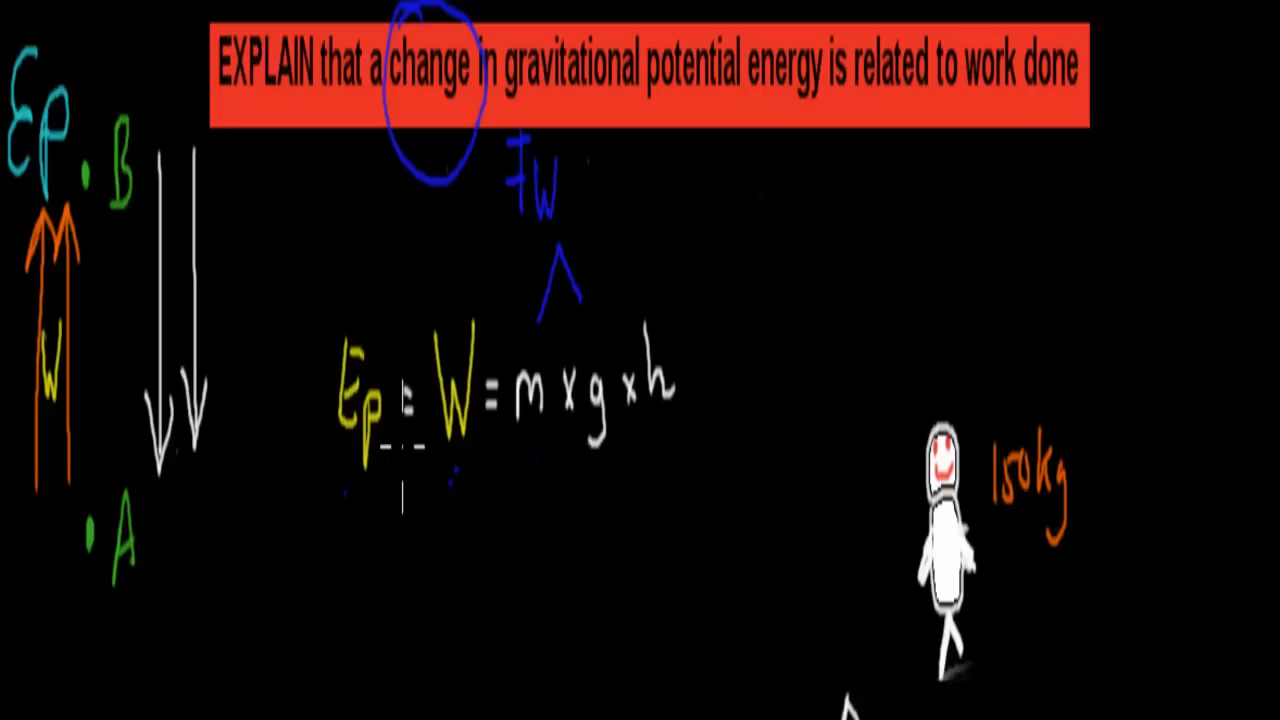 EXPLAIN that a change in gravitational potential energy is related to work done
Ep
B
Fw
W
Ep = W = m x g x h
150kg
A